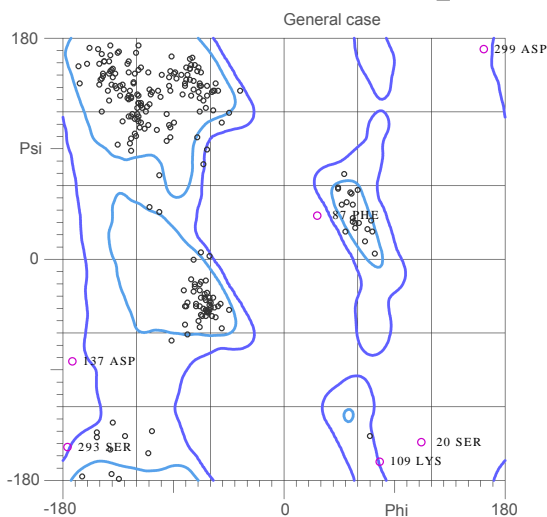 General case
180
299 ASP
Psi
87 PHE
0
137 ASP
293 SER
20 SER
109 LYS
-180
-180
0
Phi
180